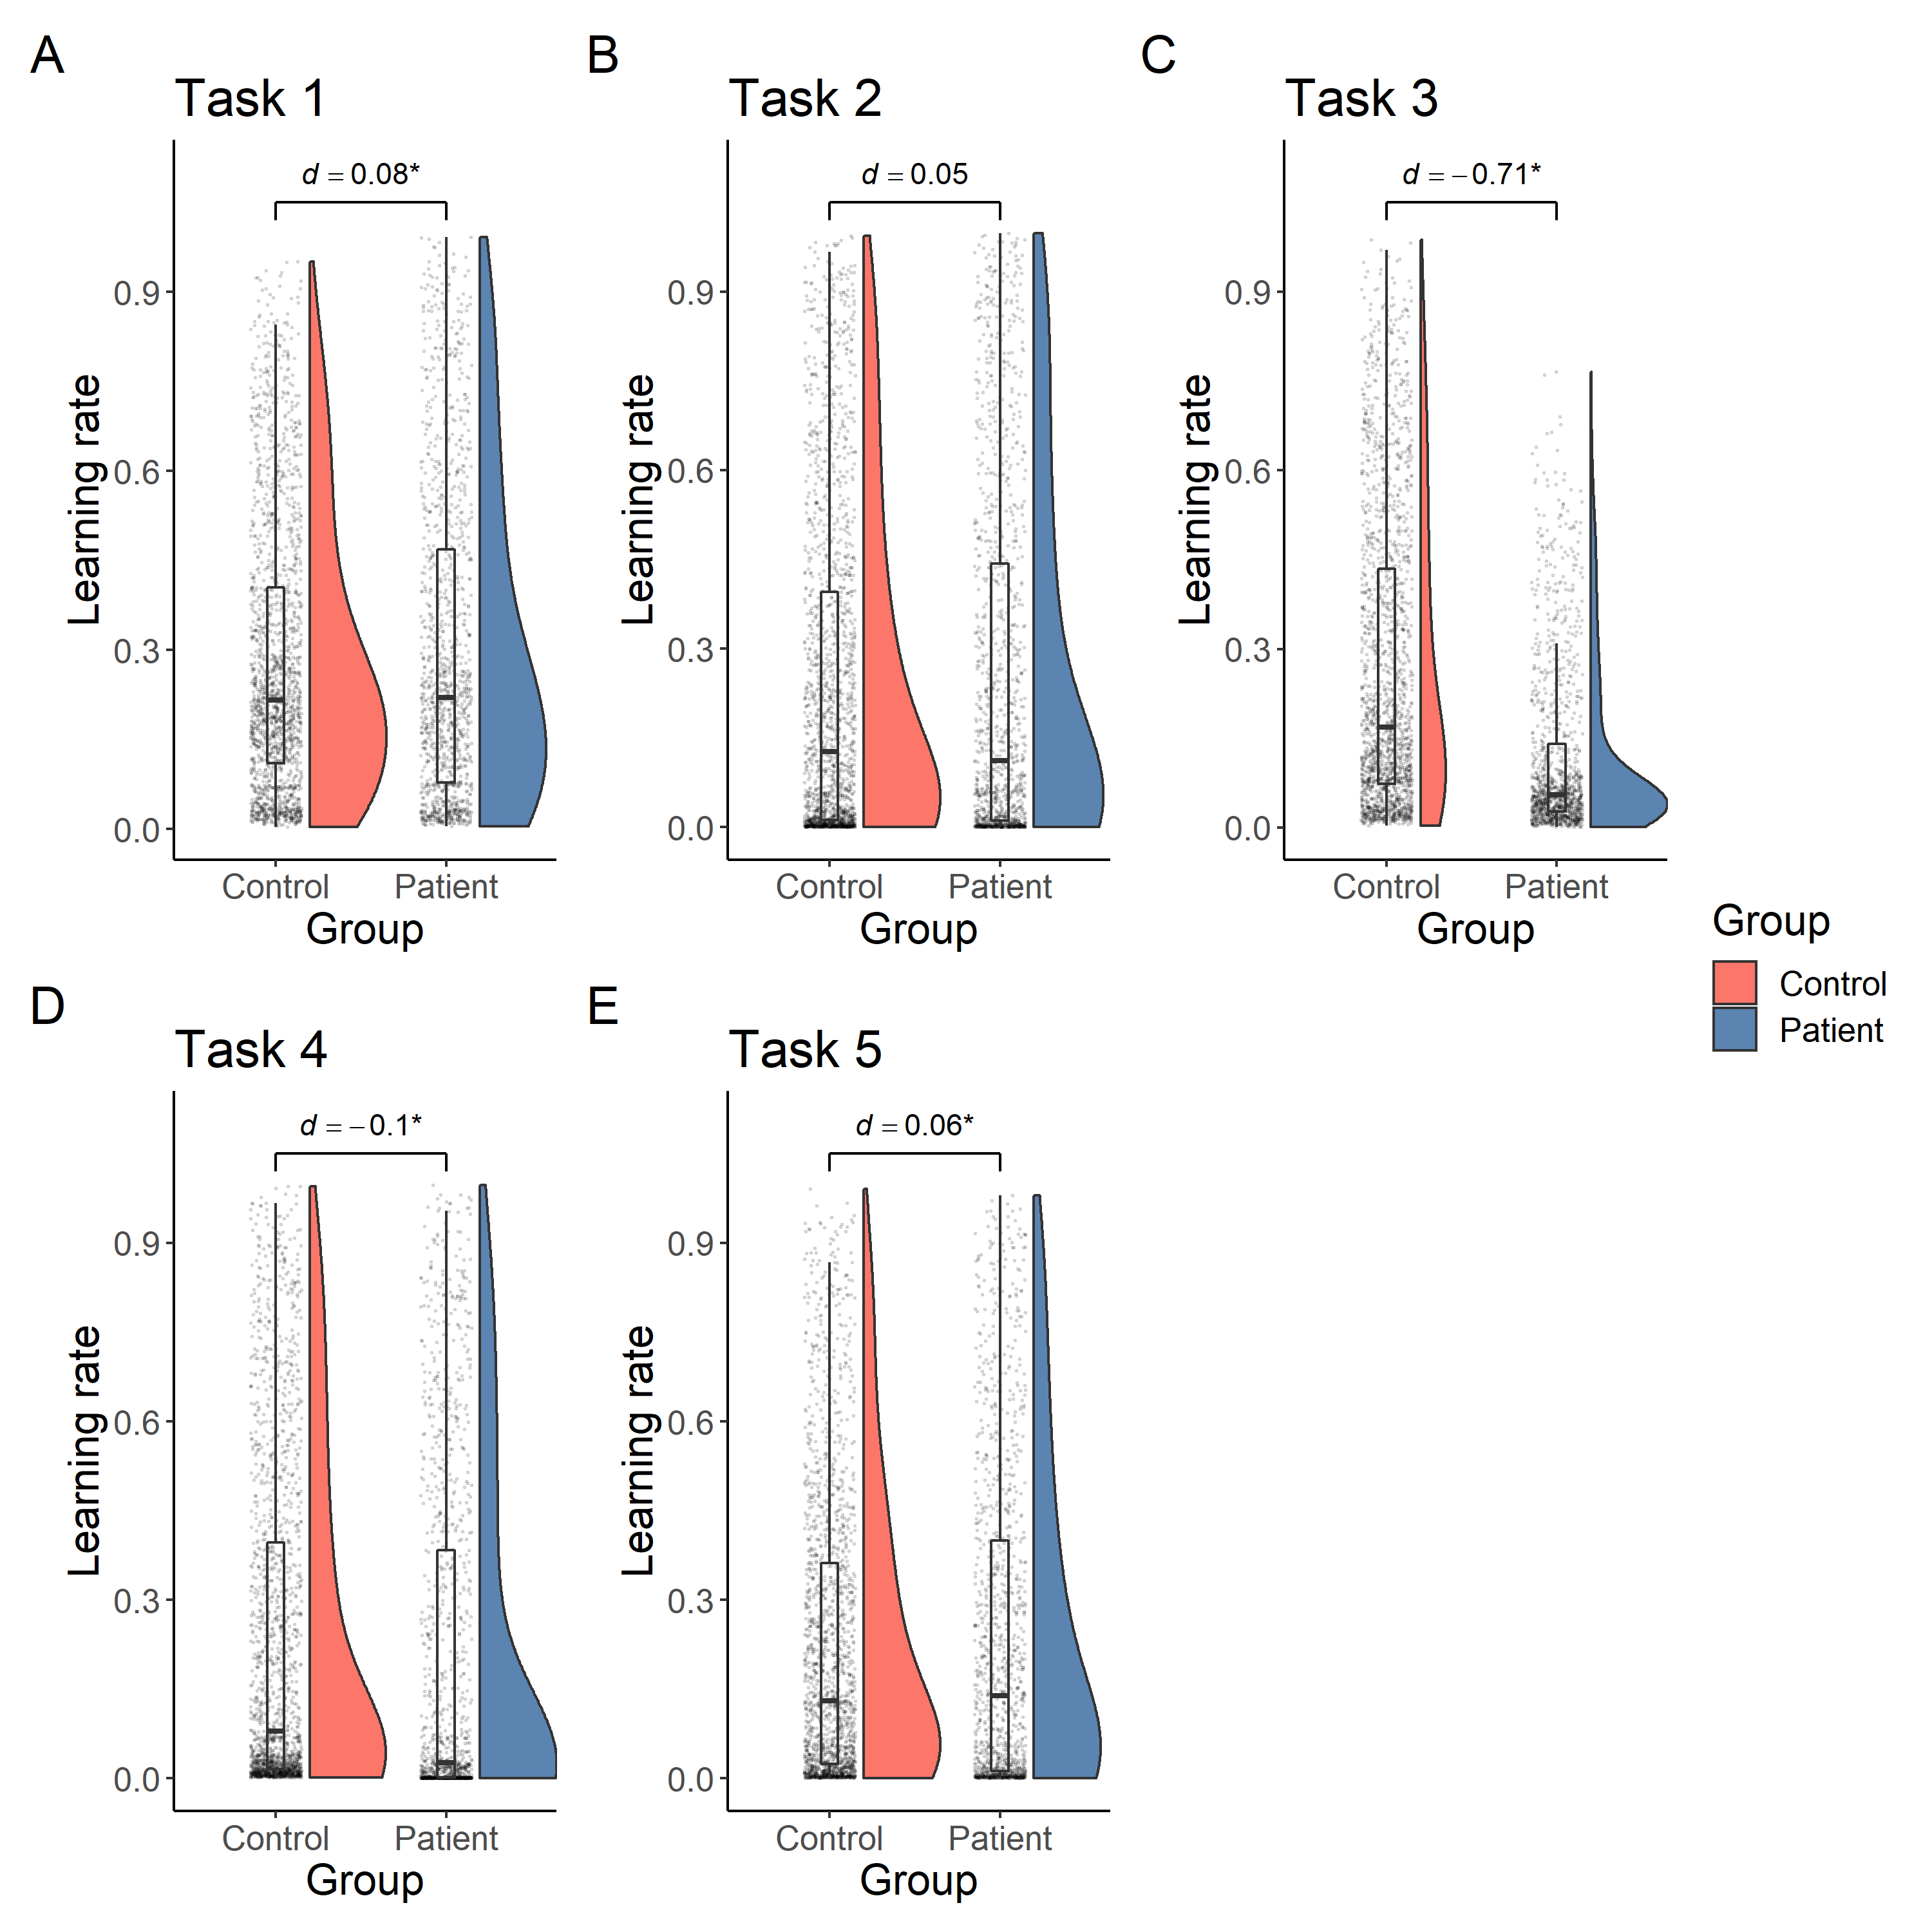 A
Task 1
d = 0.08*
Learning rate
0.9
0.6
0.3
0.0
Control
Patient
Group
B
Task 2
d = 0.05
Learning rate
0.9
0.6
0.3
0.0
Control
Patient
Group
C
Task 3
d = −0.71*
Learning rate
0.9
0.6
0.3
0.0
Control
Patient
Group
Group
Control
Patient
D
Task 4
d = −0.1*
Learning rate
0.9
0.6
0.3
0.0
Control
Patient
Group
E
Task 5
d = 0.06*
Learning rate
0.9
0.6
0.3
0.0
Control
Patient
Group